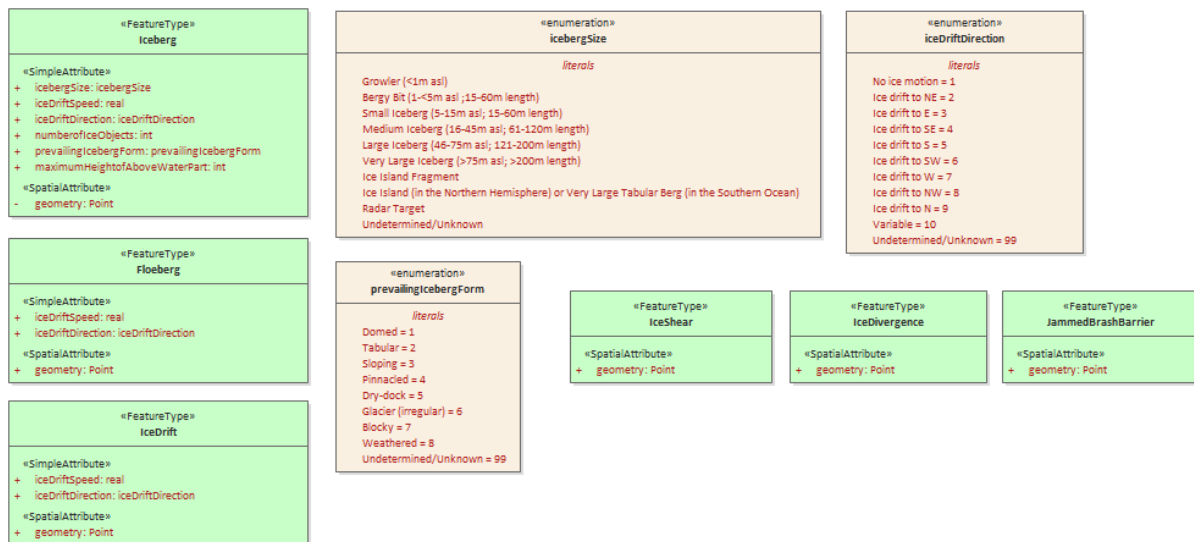 «FeatureType»
Iceberg
«SimpleAttribute»
+ icebergSize: icebergSize
+ iceDriftSpeed: real
+ iceDriftDirection: iceDriftDirection
+ numberofIceObjects: int
+ prevailingIcebergForm: prevailingIcebergForm
+ maximumHeightofAboveWaterPart: int
«SpatialAttribute»
- geometry: Point
«enumeration»
icebergSize
literals
Growler (<1m asl)
Bergy Bit (1-<5m asl ;15-60m length)
Small Iceberg (5-15m asl; 15-60m length)
Medium Iceberg (16-45m asl; 61-120m length)
Large Iceberg (46-75m asl; 121-200m length)
Very Large Iceberg (>75m asl; >200m length)
Ice Island Fragment
Ice Island (in the Northern Hemisphere) or Very Large Tabular Berg (in the Southern Ocean)
Radar Target
Undetermined/Unknown
«enumeration»
iceDriftDirection
literals
No ice motion = 1
Ice drift to NE = 2
Ice drift to E = 3
Ice drift to SE = 4
Ice drift to S = 5
Ice drift to SW = 6
Ice drift to W = 7
Ice drift to NW = 8
Ice drift to N = 9
Variable = 10
Undetermined/Unknown = 99
«FeatureType»
Floeberg
«SimpleAttribute»
+ iceDriftSpeed: real
+ iceDriftDirection: iceDriftDirection
«SpatialAttribute»
+ geometry: Point
«enumeration»
prevailingIcebergForm
literals
Domed = 1
Tabular = 2
Sloping = 3
Pinnacled = 4
Dry-dock = 5
Glacier (irregular) = 6
Blocky = 7
Weathered = 8
Undetermined/Unknown = 99
«FeatureType»
IceShear
«SpatialAttribute»
+ geometry: Point
«FeatureType»
IceDivergence
«SpatialAttribute»
+ geometry: Point
«FeatureType»
JammedBrashBarrier
«SpatialAttribute»
+ geometry: Point
«FeatureType»
IceDrift
«SimpleAttribute»
+ iceDriftSpeed: real
+ iceDriftDirection: iceDriftDirection
«SpatialAttribute»
+ geometry: Point